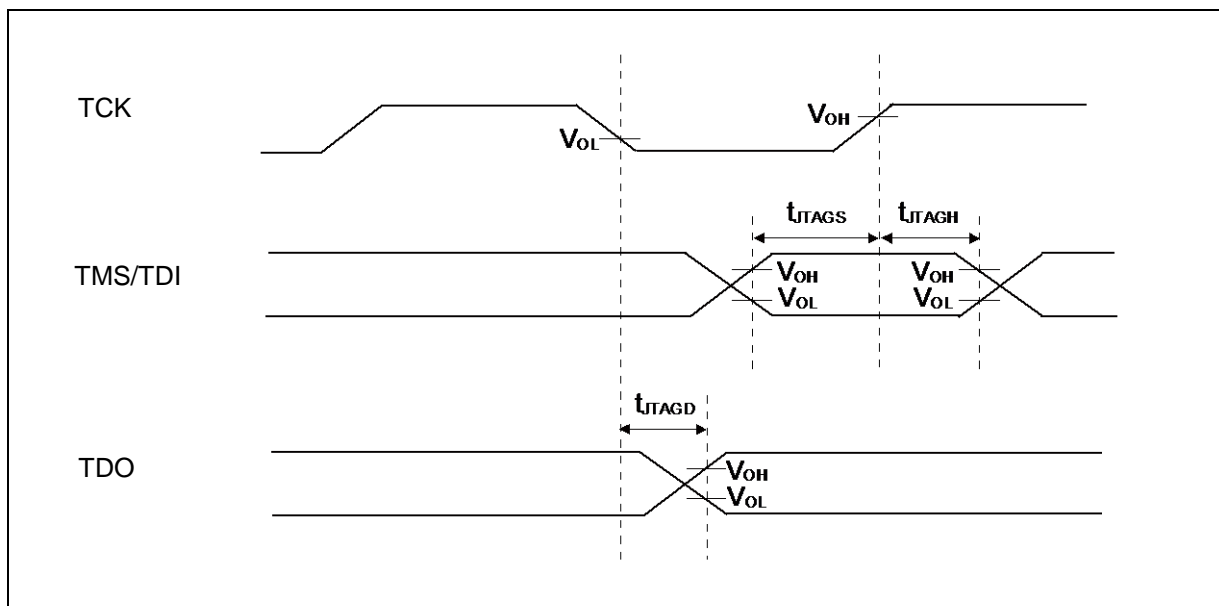 TCK
VOL
VOH
tJTAGS
tJTAGH
TMS/TDI
VOH
VOL
VOH
VOL
tJTAGD
TDO
VOH
VOL